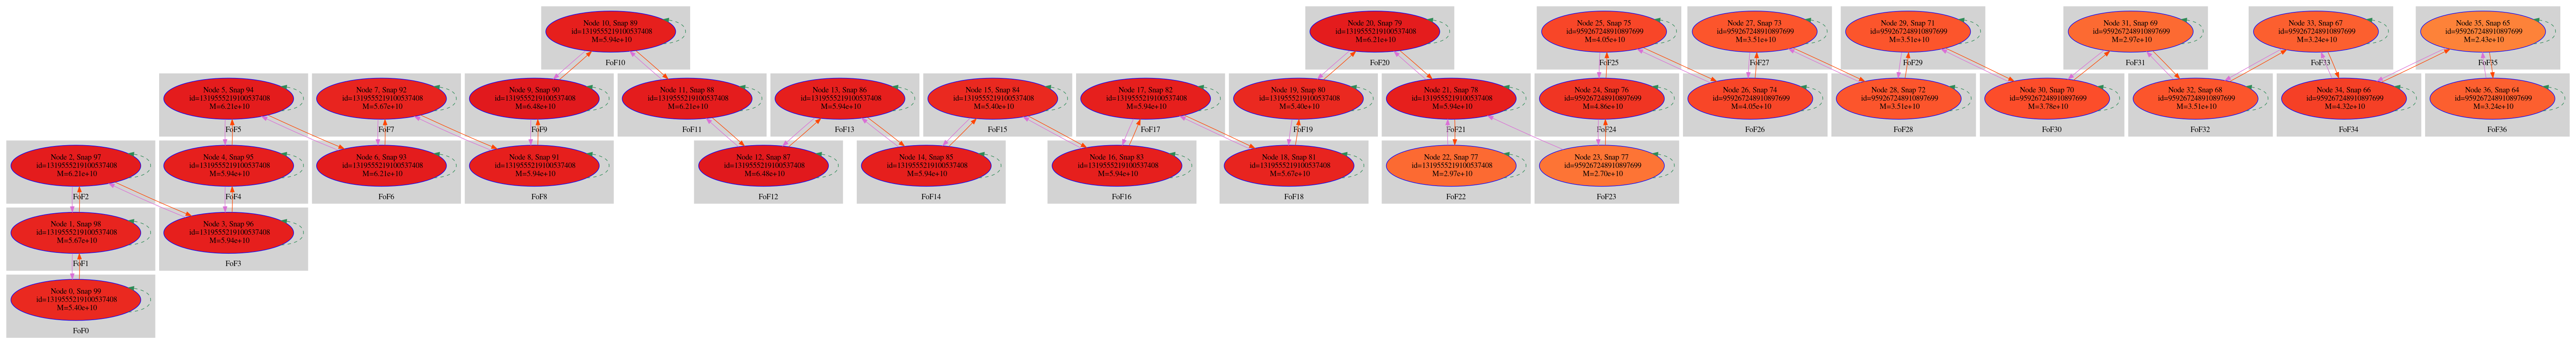 Node 10, Snap 89
id=1319555219100537408
M=5.94e+10
FoF10
Node 20, Snap 79
id=1319555219100537408
M=6.21e+10
FoF20
Node 25, Snap 75
id=959267248910897699
M=4.05e+10
FoF25
Node 27, Snap 73
id=959267248910897699
M=3.51e+10
FoF27
Node 29, Snap 71
id=959267248910897699
M=3.51e+10
FoF29
Node 31, Snap 69
id=959267248910897699
M=2.97e+10
FoF31
Node 33, Snap 67
id=959267248910897699
M=3.24e+10
FoF33
Node 35, Snap 65
id=959267248910897699
M=2.43e+10
FoF35
Node 5, Snap 94
id=1319555219100537408
M=6.21e+10
FoF5
Node 7, Snap 92
id=1319555219100537408
M=5.67e+10
FoF7
Node 9, Snap 90
id=1319555219100537408
M=6.48e+10
FoF9
Node 11, Snap 88
id=1319555219100537408
M=6.21e+10
FoF11
Node 13, Snap 86
id=1319555219100537408
M=5.94e+10
FoF13
Node 15, Snap 84
id=1319555219100537408
M=5.40e+10
FoF15
Node 17, Snap 82
id=1319555219100537408
M=5.94e+10
FoF17
Node 19, Snap 80
id=1319555219100537408
M=5.40e+10
FoF19
Node 21, Snap 78
id=1319555219100537408
M=5.94e+10
FoF21
Node 24, Snap 76
id=959267248910897699
M=4.86e+10
FoF24
Node 26, Snap 74
id=959267248910897699
M=4.05e+10
FoF26
Node 28, Snap 72
id=959267248910897699
M=3.51e+10
FoF28
Node 30, Snap 70
id=959267248910897699
M=3.78e+10
FoF30
Node 32, Snap 68
id=959267248910897699
M=3.51e+10
FoF32
Node 34, Snap 66
id=959267248910897699
M=4.32e+10
FoF34
Node 36, Snap 64
id=959267248910897699
M=3.24e+10
FoF36
Node 2, Snap 97
id=1319555219100537408
M=6.21e+10
FoF2
Node 4, Snap 95
id=1319555219100537408
M=5.94e+10
FoF4
Node 6, Snap 93
id=1319555219100537408
M=6.21e+10
FoF6
Node 8, Snap 91
id=1319555219100537408
M=5.94e+10
FoF8
Node 12, Snap 87
id=1319555219100537408
M=6.48e+10
FoF12
Node 14, Snap 85
id=1319555219100537408
M=5.94e+10
FoF14
Node 16, Snap 83
id=1319555219100537408
M=5.94e+10
FoF16
Node 18, Snap 81
id=1319555219100537408
M=5.67e+10
FoF18
Node 22, Snap 77
id=1319555219100537408
M=2.97e+10
FoF22
Node 23, Snap 77
id=959267248910897699
M=2.70e+10
FoF23
Node 1, Snap 98
id=1319555219100537408
M=5.67e+10
FoF1
Node 3, Snap 96
id=1319555219100537408
M=5.94e+10
FoF3
Node 0, Snap 99
id=1319555219100537408
M=5.40e+10
FoF0